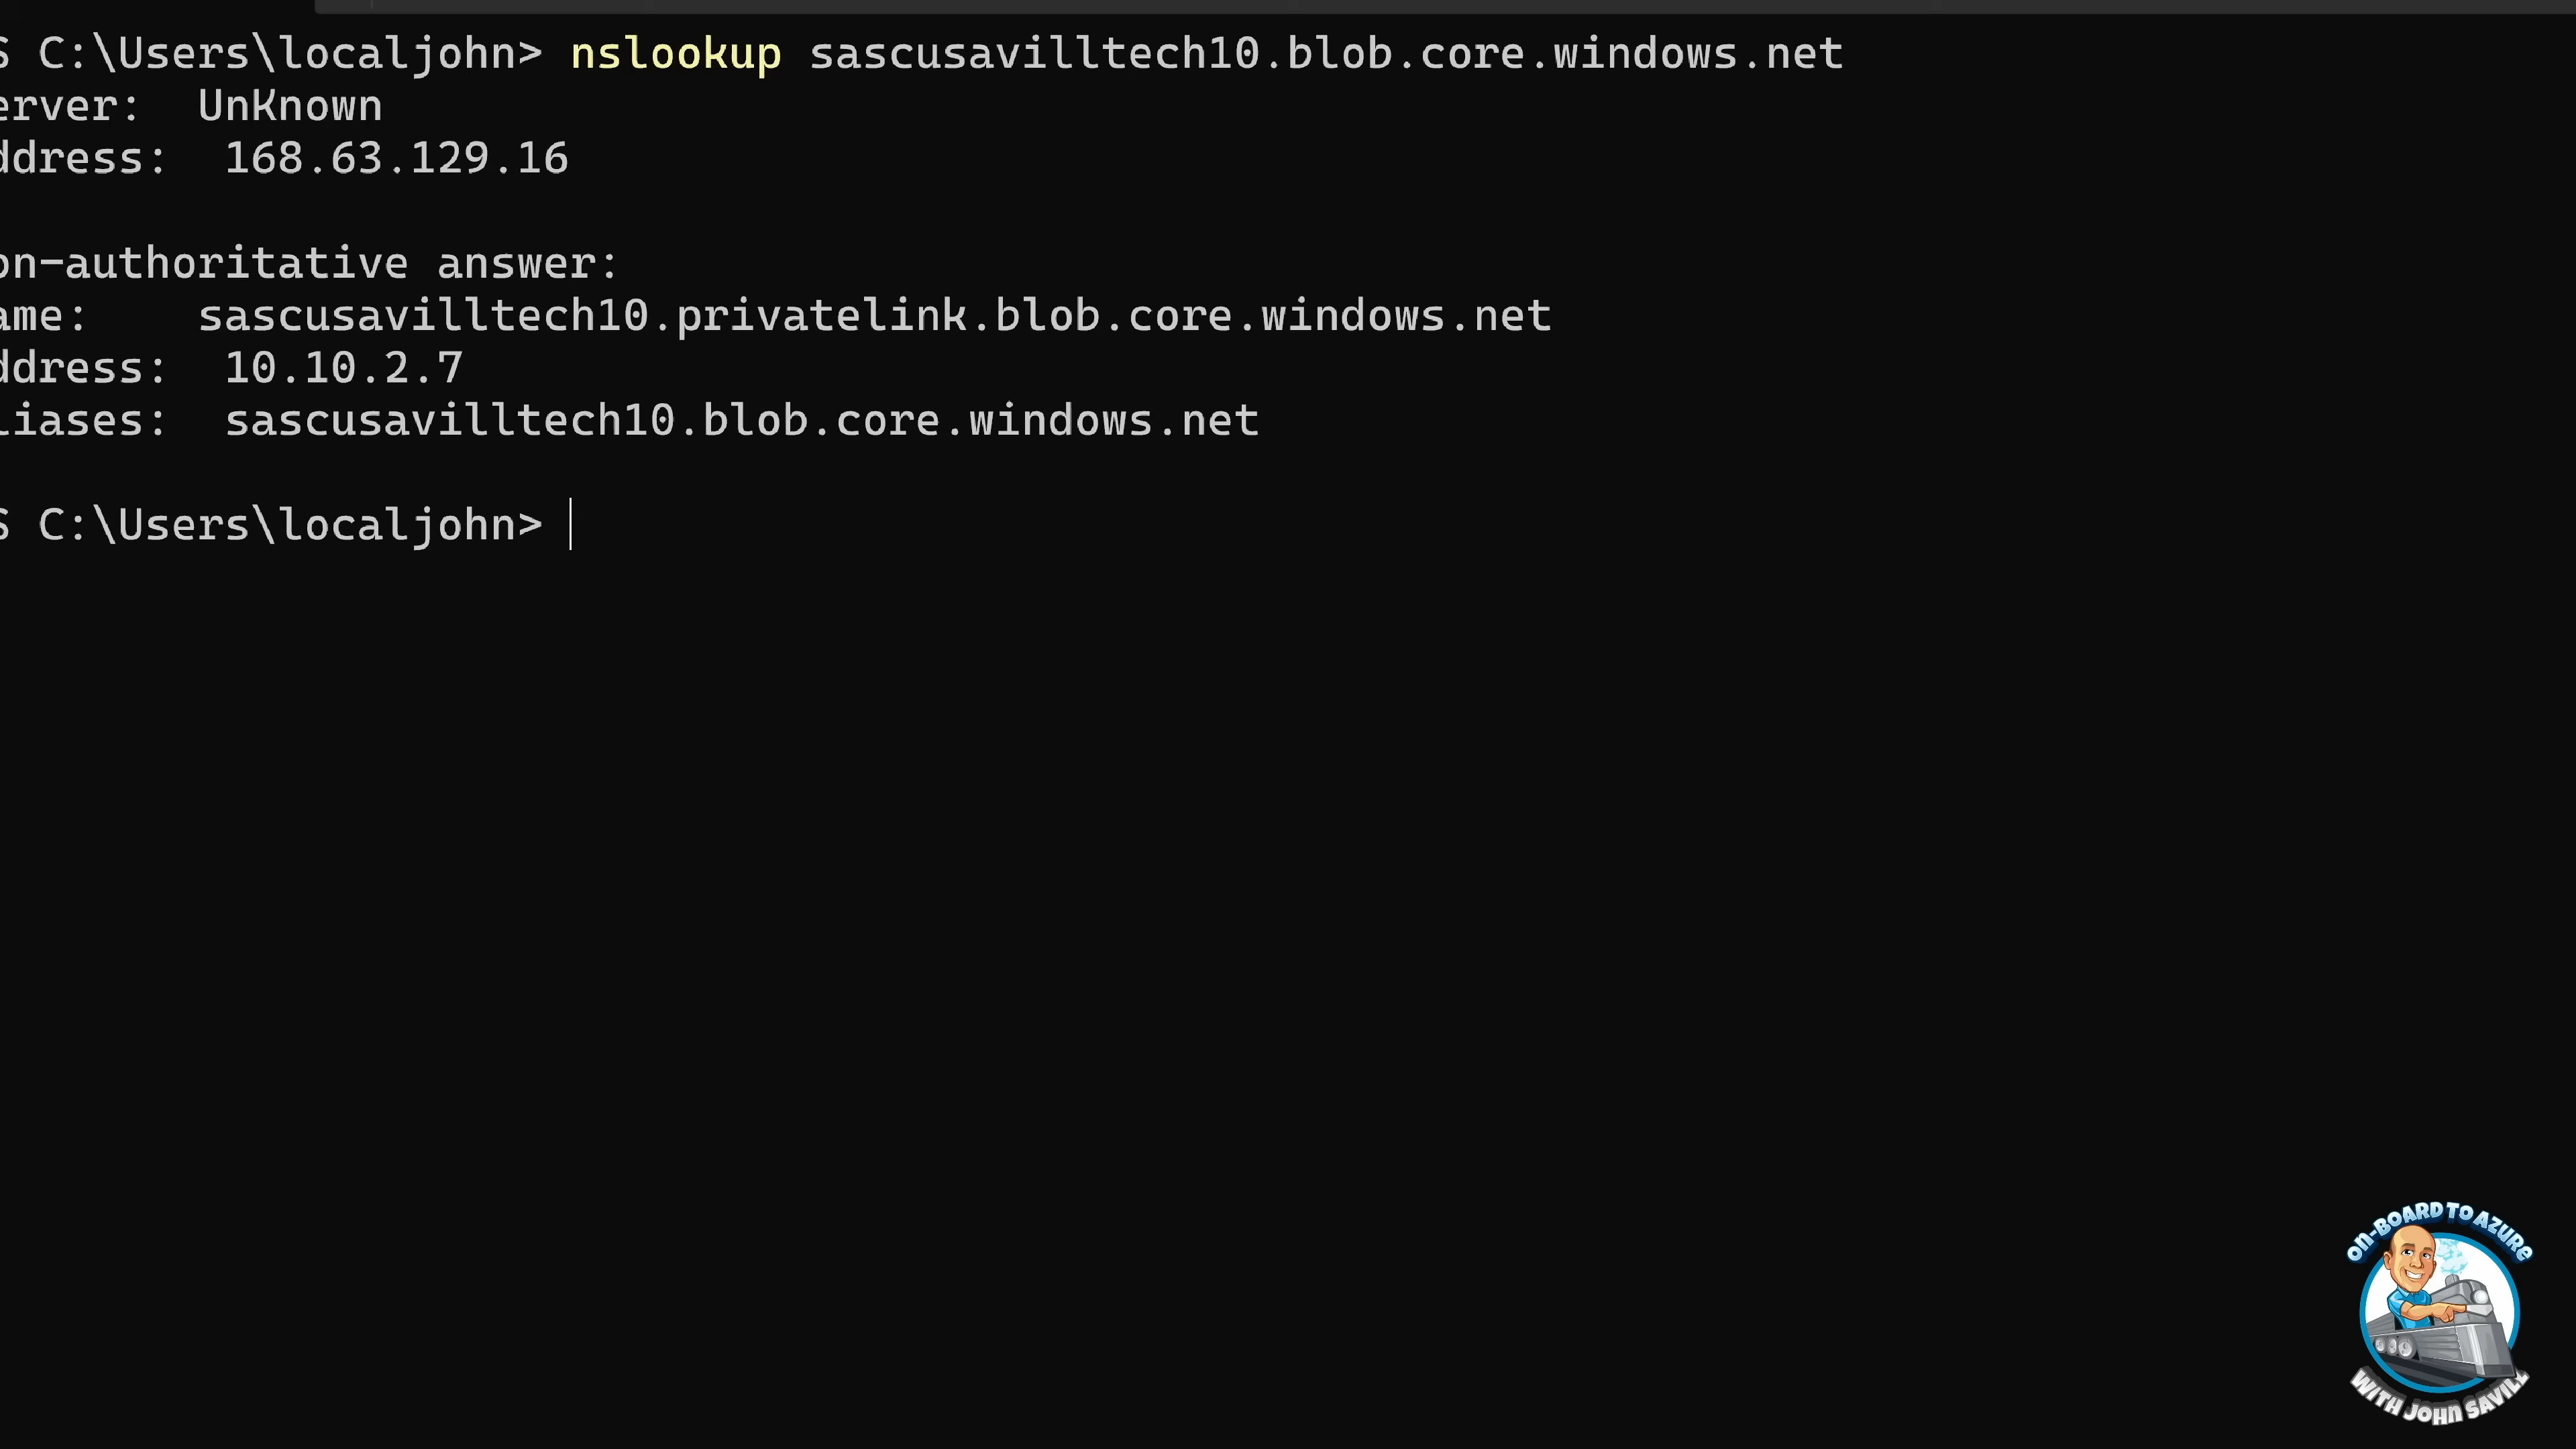 S C:\Users\localjohn> nslookup sascusavilltech10.blob.core.windows.net
erver:  UnKnown
ddress:  168.63.129.16
on-authoritative answer:
ame:    sascusavilltech10.privatelink.blob.core.windows.net
ddress:  10.10.2.7
liases:  sascusavilltech10.blob.core.windows.net
S C:\Users\localjohn>
ON-BOARD TO AZURE
WITH JOHN SAVILL